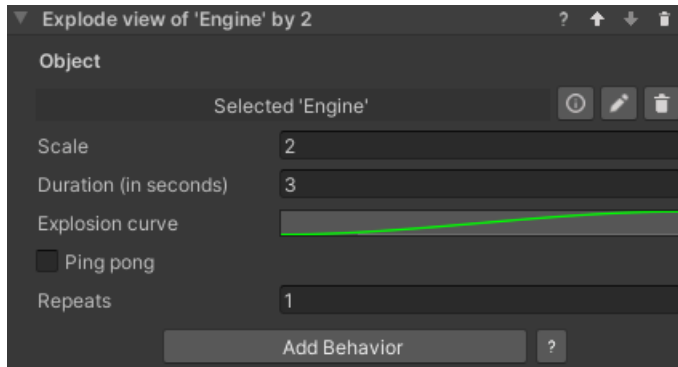 Explode view of 'Engine' by 2 ?
Object
Selected 'Engine'
Scale 2
Duration (in seconds) 3
Explosion curve
Ping pong
Repeats 1
Add Behavior ?